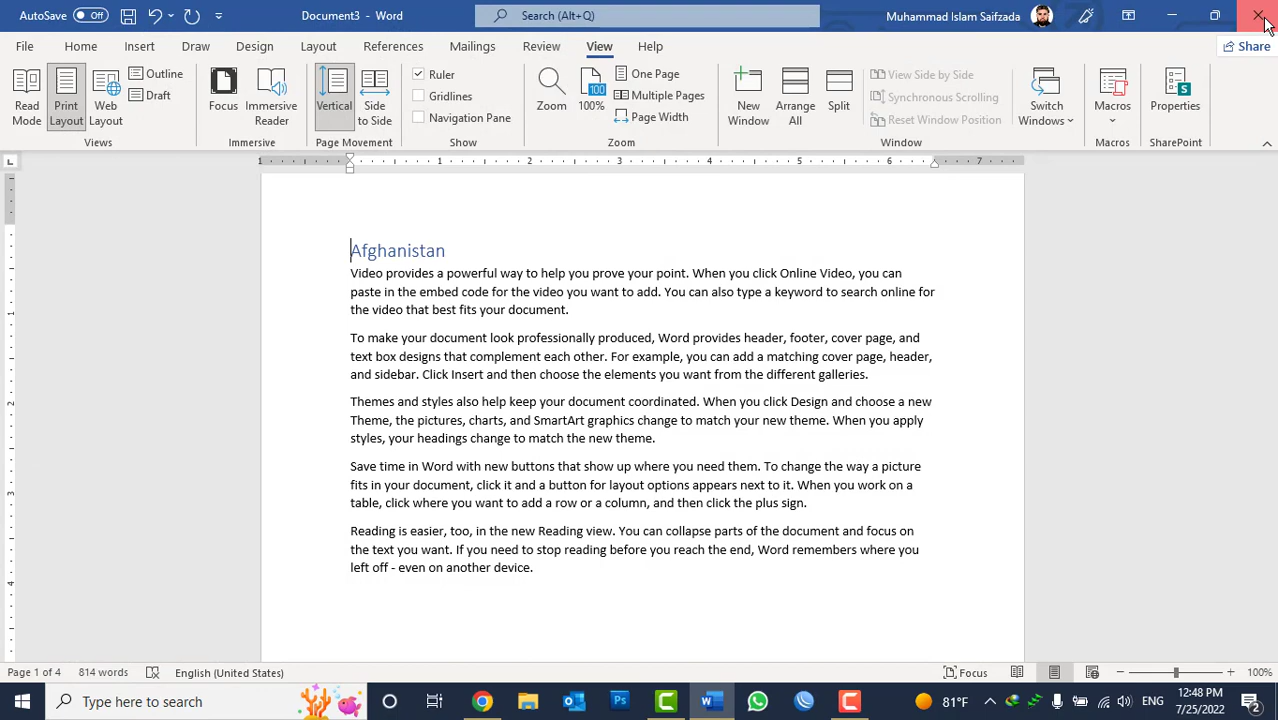 AutoSave Off Document3 - Word Search (Alt+Q) Muhammad Islam Saifzada
File Home Insert Draw Design Layout References Mailings Review View Help Share
Read Mode
Print Layout
Web Layout
Outline
Draft
Views
Focus
Immersive Reader
Immersive
Vertical
Side to Side
Page Movement
Ruler
Gridlines
Navigation Pane
Show
Zoom
100
100%
One Page
Multiple Pages
Page Width
Zoom
New Window
Arrange All
Split
View Side by Side
Synchronous Scrolling
Reset Window Position
Switch Windows
Window
Macros
Macros
Properties
SharePoint
1 1 2 3 4 5 6 7
Afghanistan
Video provides a powerful way to help you prove your point. When you click Online Video, you can
paste in the embed code for the video you want to add. You can also type a keyword to search online for
the video that best fits your document.
To make your document look professionally produced, Word provides header, footer, cover page, and
text box designs that complement each other. For example, you can add a matching cover page, header,
and sidebar. Click Insert and then choose the elements you want from the different galleries.
Themes and styles also help keep your document coordinated. When you click Design and choose a new
Theme, the pictures, charts, and SmartArt graphics change to match your new theme. When you apply
styles, your headings change to match the new theme.
Save time in Word with new buttons that show up where you need them. To change the way a picture
fits in your document, click it and a button for layout options appears next to it. When you work on a
table, click where you want to add a row or a column, and then click the plus sign.
Reading is easier, too, in the new Reading view. You can collapse parts of the document and focus on
the text you want. If you need to stop reading before you reach the end, Word remembers where you
left off - even on another device.
1
3
4
Page 1 of 4 814 words English (United States) Focus 100%
Type here to search Ps 81°F ENG 12:48 PM
7/25/2022 2